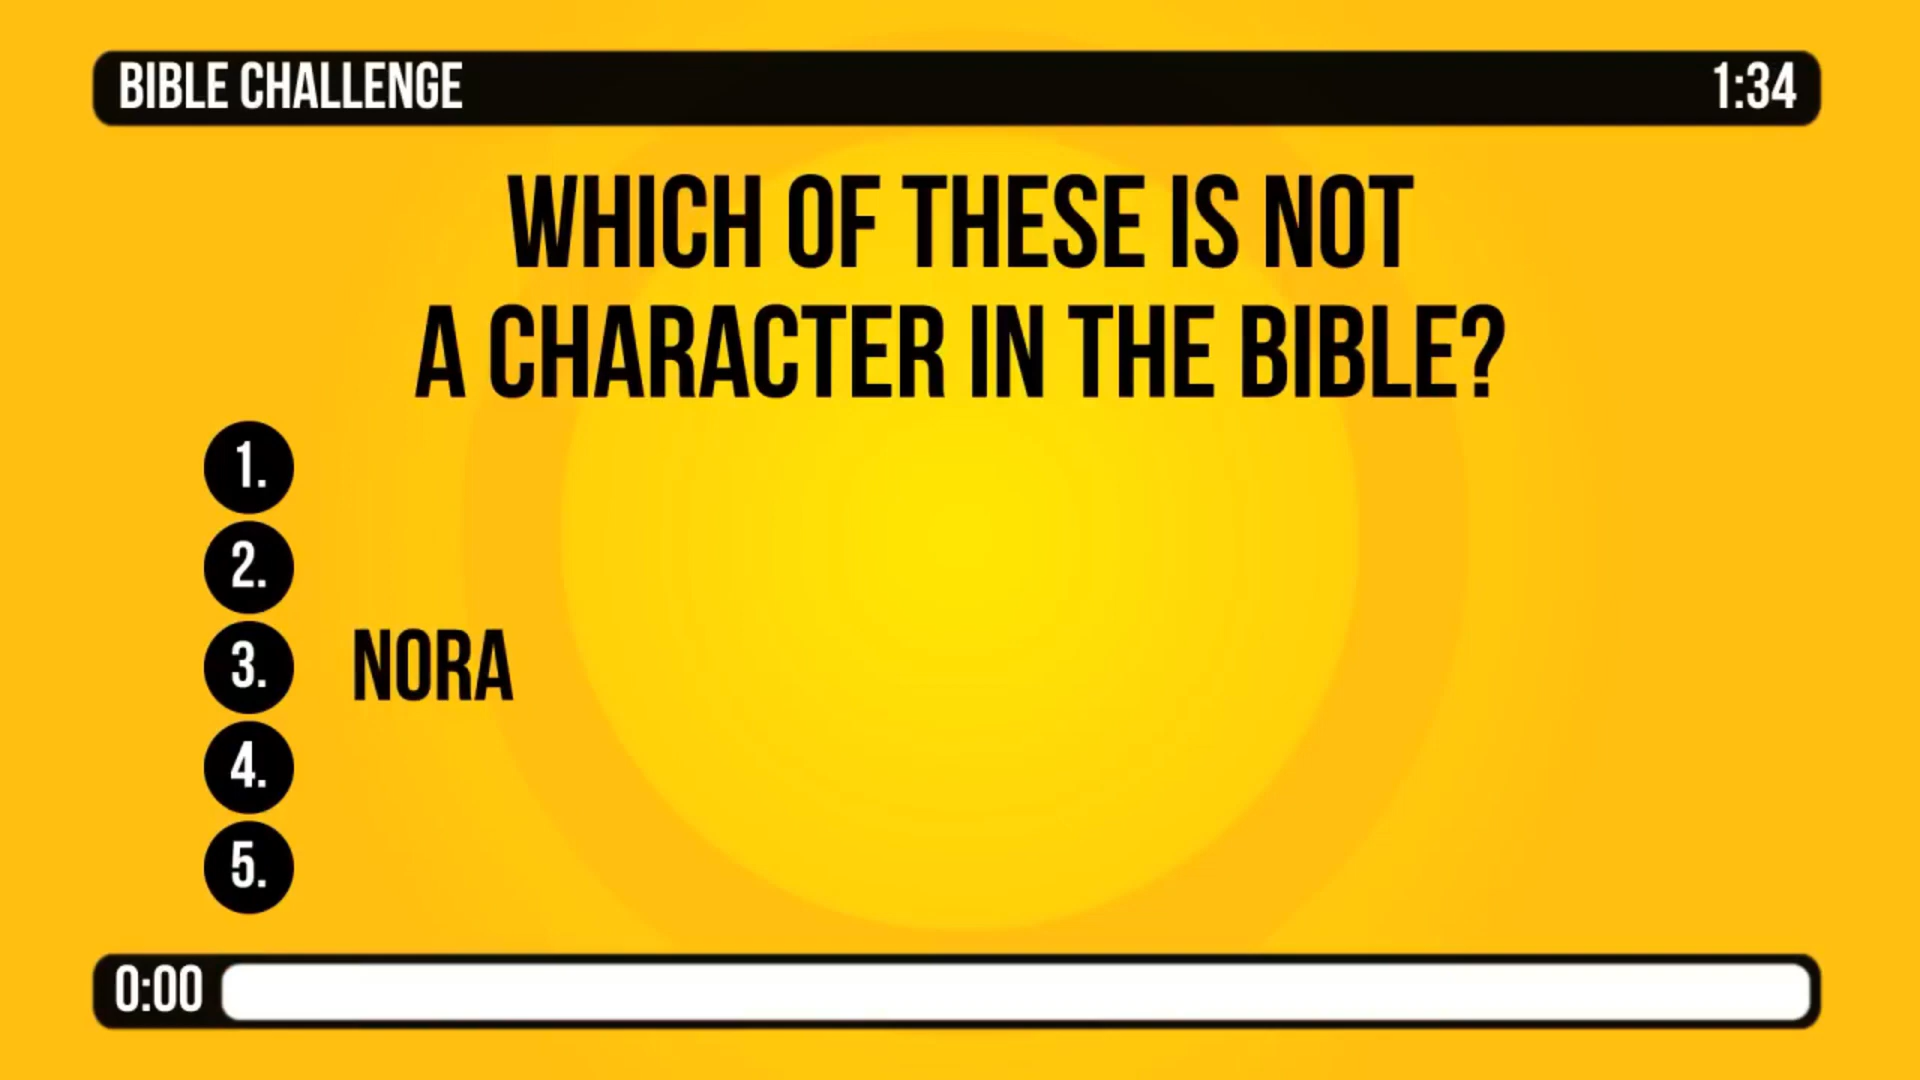 BIBLE CHALLENGE 1:34
WHICH OF THESE IS NOT
A CHARACTER IN THE BIBLE?
1.
2.
3. NORA
4.
5.
0:00